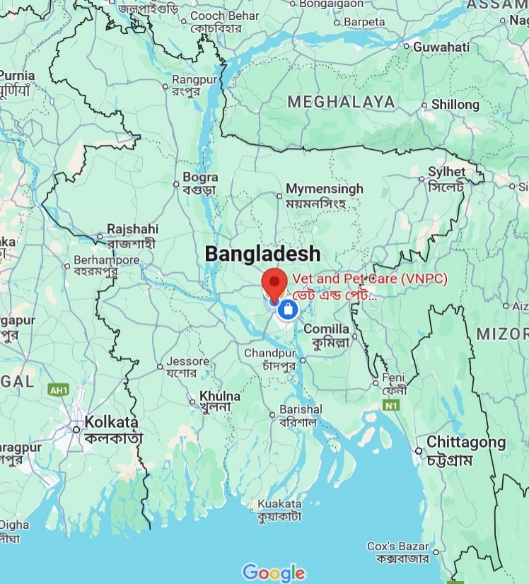 Bongaigaon
ASSAM
জলপাইগুড়ি
Cooch Behar
কোচবিহার
Barpeta
Guwahati
Rangpur
রংপুর
MEGHALAYA
Shillong
Bogra
বগুড়া
Mymensingh
ময়মনসিংহ
Sylhet
সিলেট
Rajshahi
রাজশাহী
Berhampore
বহরমপুর
Bangladesh
Vet and Pet Care (VNPC)
ভেট এন্ড পেট...
Comilla
কুমিল্লা
Chandpur
চাঁদপুর
Jessore
যশোর
Feni
ফেনী
AH1
N1
Khulna
খুলনা
Barishal
বরিশাল
Kolkata
কলকাতা
Chittagong
চট্টগ্রাম
Kuakata
কুয়াকাটা
Digha
দীঘা
Cox's Bazar
কক্সবাজার
Google